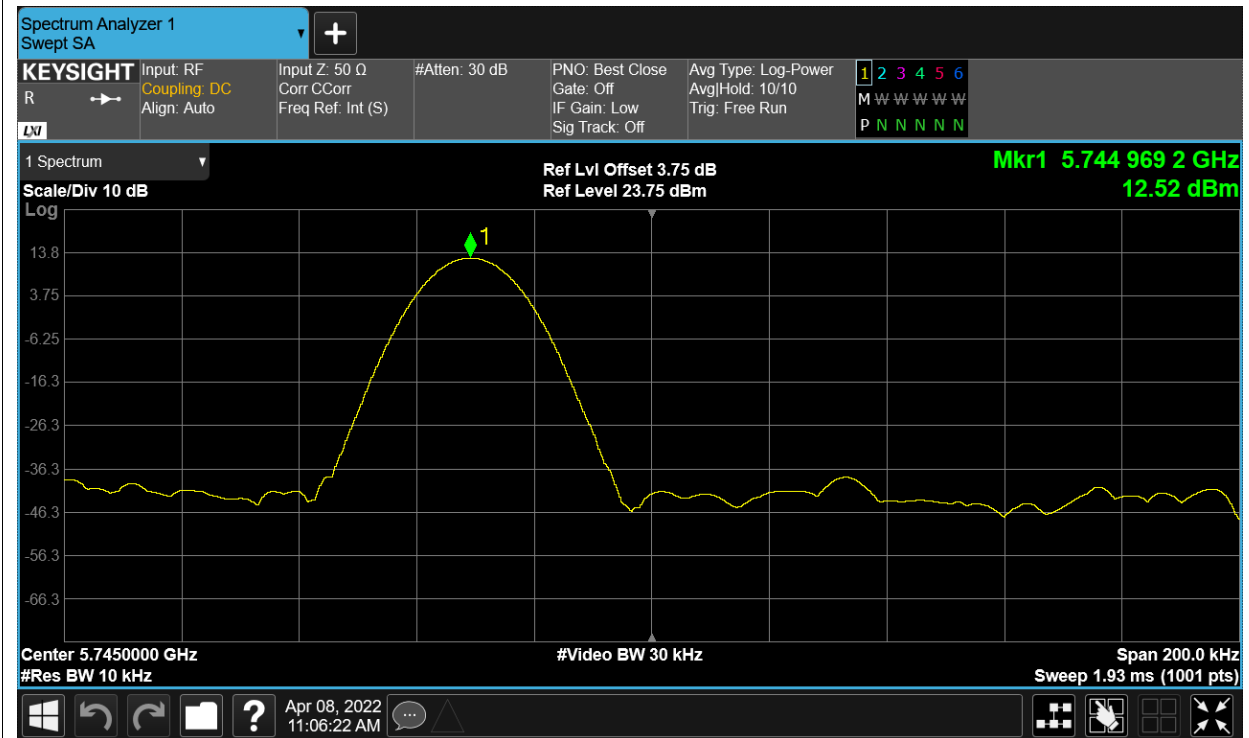 Spectrum Analyzer 1
Swept SA
KEYSIGHT
R
LXI
Input: RF
Coupling: DC
Align: Auto
Input Z: 50 Ω
Corr CCorr
Freq Ref: Int (S)
#Atten: 30 dB
PNO: Best Close
Gate: Off
IF Gain: Low
Sig Track: Off
Avg Type: Log-Power
Avg|Hold: 10/10
Trig: Free Run
1 2 3 4 5 6
M W W W W W
P N N N N N
1 Spectrum
Scale/Div 10 dB
Log
Ref Lvl Offset 3.75 dB
Ref Level 23.75 dBm
Mkr1 5.744 969 2 GHz
12.52 dBm
1
13.8
3.75
-6.25
-16.3
-26.3
-36.3
-46.3
-56.3
-66.3
Center 5.7450000 GHz
#Res BW 10 kHz
#Video BW 30 kHz
Span 200.0 kHz
Sweep 1.93 ms (1001 pts)
?
Apr 08, 2022
11:06:22 AM